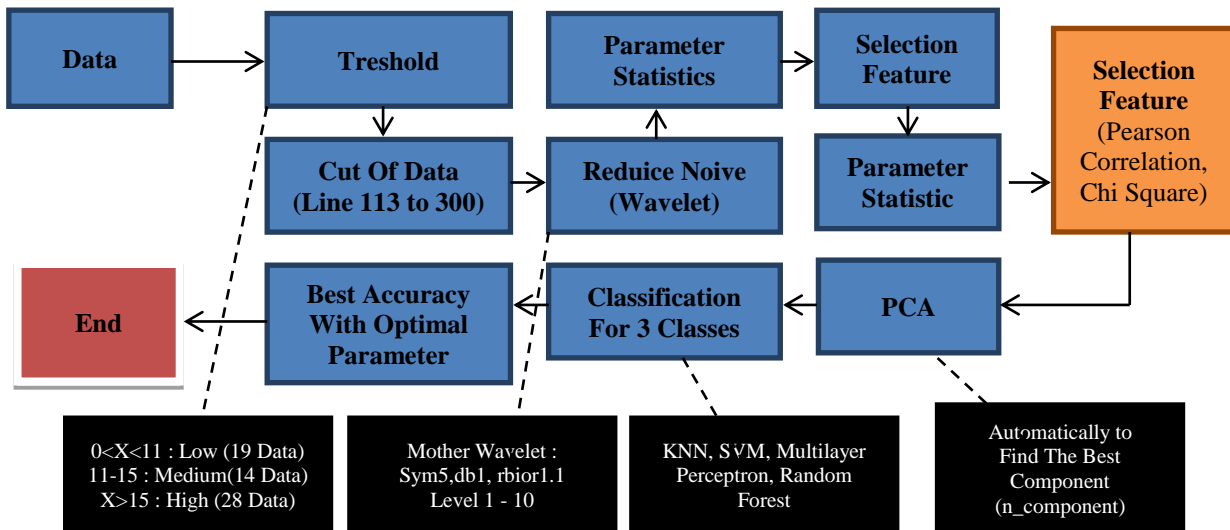 Data
Treshold
Cut Of Data
(Line 113 to 300)
Reduice Noive
(Wavelet)
Parameter
Statistics
Selection
Feature
Parameter
Statistic
Selection
Feature
(Pearson
Correlation,
Chi Square)
PCA
Classification
For 3 Classes
Best Accuracy
With Optimal
Parameter
End
0<X<11 : Low (19 Data)
11-15 : Medium(14 Data)
X>15 : High (28 Data)
Mother Wavelet :
Sym5,db1, rbior1.1
Level 1 - 10
KNN, SVM, Multilayer
Perceptron, Random
Forest
Automatically to
Find The Best
Component
(n_component)